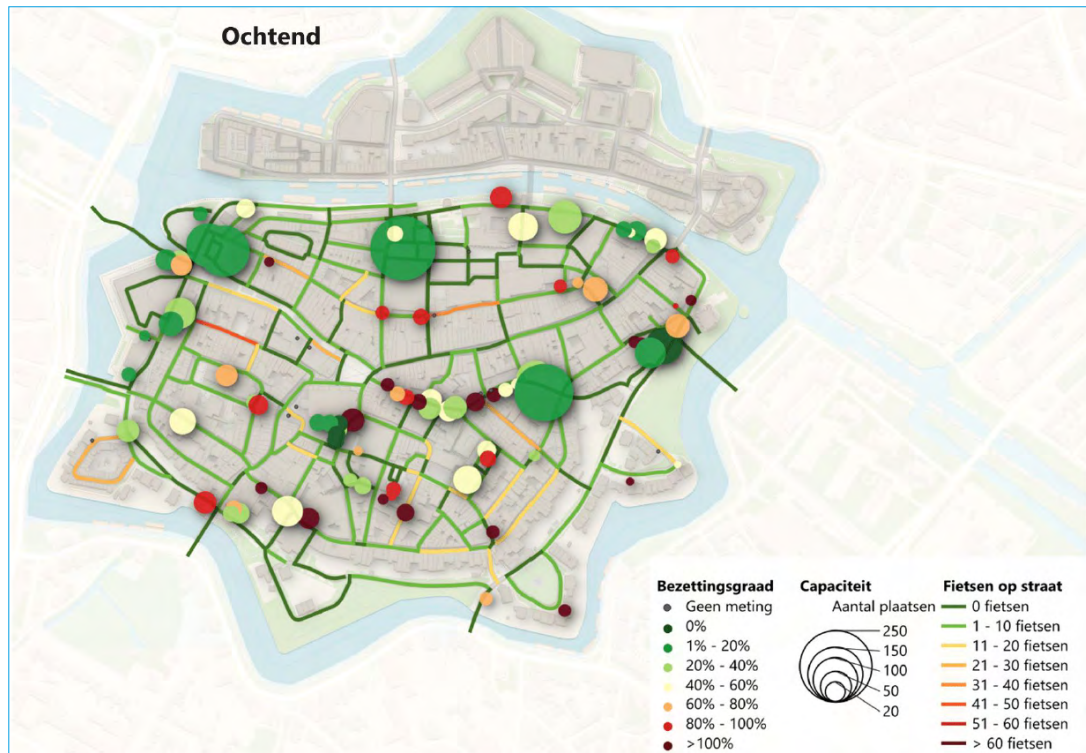 Ochtend
Bezettingsgraad
Geen meting
0%
1% - 20%
20% - 40%
40% - 60%
60% - 80%
80% - 100%
>100%
Capaciteit
Aantal plaatsen
250
150
100
50
20
Fietsen op straat
0 fietsen
1 - 10 fietsen
11 - 20 fietsen
21 - 30 fietsen
31 - 40 fietsen
41 - 50 fietsen
51 - 60 fietsen
> 60 fietsen